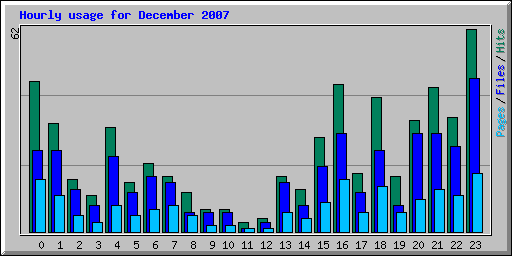 Hourly usage for December 2007
62
Pages/Files/Hits
0 1 2 3 4 5 6 7 8 9 10 11 12 13 14 15 16 17 18 19 20 21 22 23